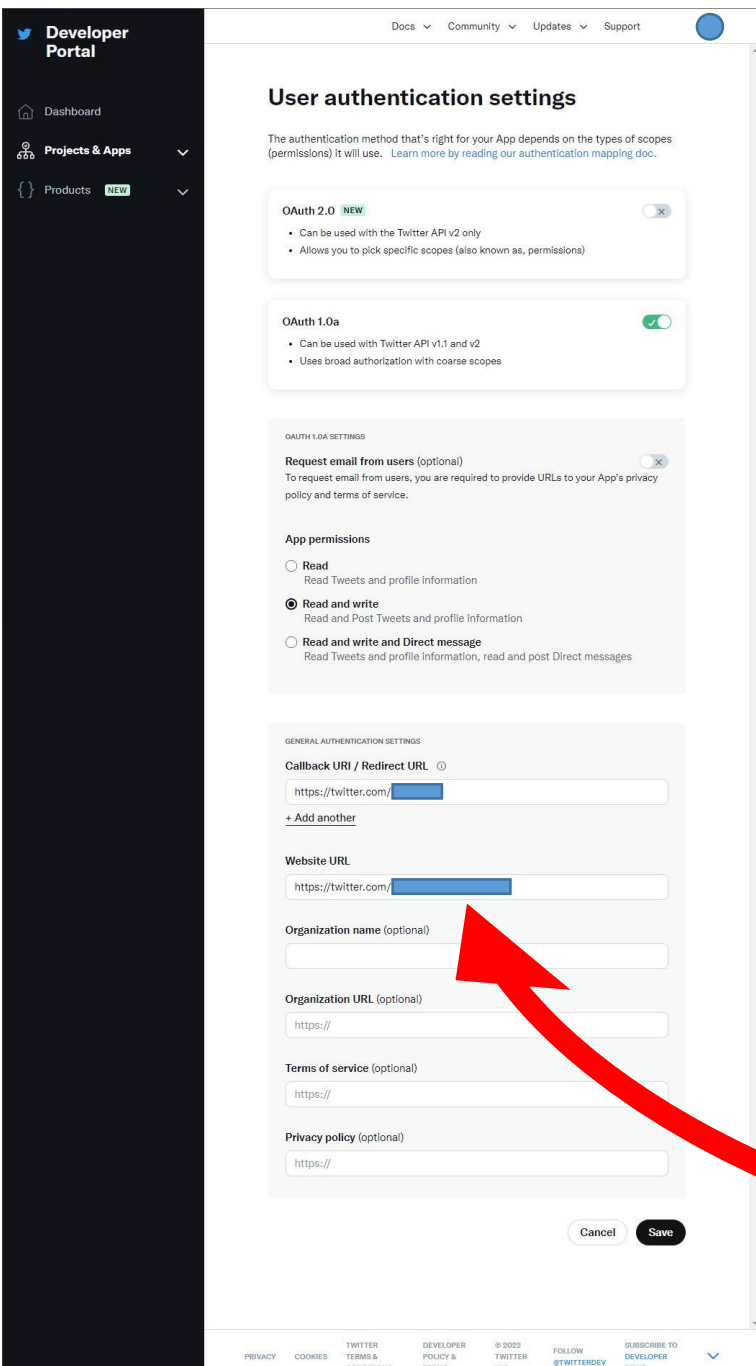 Developer
Portal
Docs Community Updates Support
Dashboard
Projects & Apps
{ } Products NEW
User authentication settings
The authentication method that's right for your App depends on the types of scopes
(permissions) it will use. Learn more by reading our authentication mapping doc.
OAuth 2.0 NEW
• Can be used with the Twitter API v2 only
• Allows you to pick specific scopes (also known as, permissions)
OAuth 1.0a
• Can be used with Twitter API v1.1 and v2
• Uses broad authorization with coarse scopes
OAUTH 1.0A SETTINGS
Request email from users (optional)
To request email from users, you are required to provide URLs to your App's privacy
policy and terms of service.
App permissions
Read
Read Tweets and profile information
Read and write
Read and Post Tweets and profile information
Read and write and Direct message
Read Tweets and profile information, read and post Direct messages
GENERAL AUTHENTICATION SETTINGS
Callback URI / Redirect URL
https://twitter.com/
+ Add another
Website URL
https://twitter.com/
Organization name (optional)
Organization URL (optional)
https://
Terms of service (optional)
https://
Privacy policy (optional)
https://
Cancel Save
PRIVACY COOKIES
TWITTER
TERMS &
DEVELOPER
POLICY &
© 2022
TWITTER
FOLLOW
@TWITTERDEV
SUBSCRIBE TO
DEVELOPER